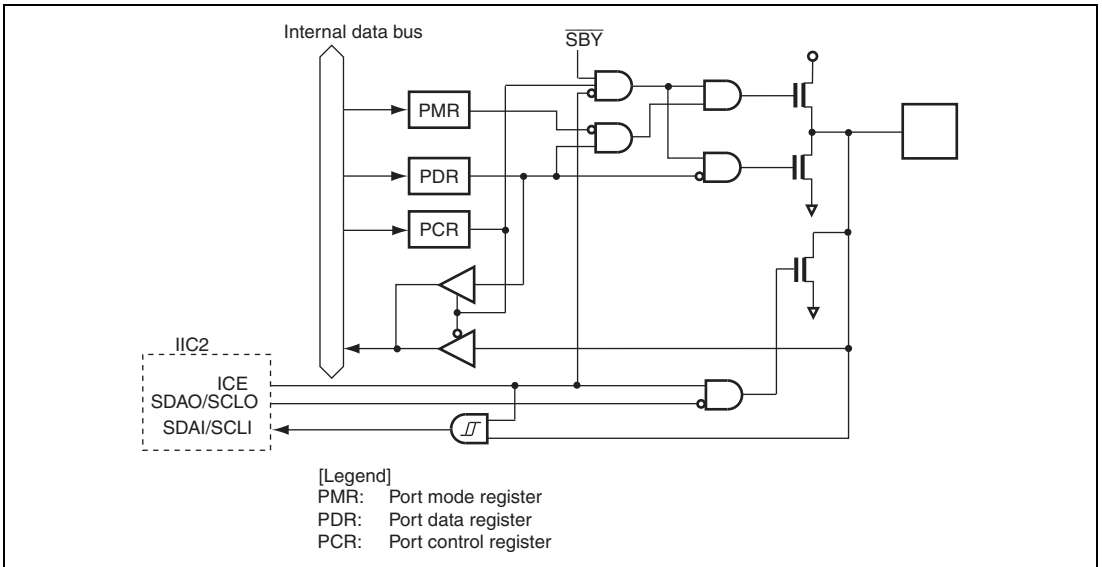 Internal data bus
SBY
PMR
PDR
PCR
IIC2
ICE
SDAO/SCLO
SDAI/SCLI
[Legend]
PMR: Port mode register
PDR: Port data register
PCR: Port control register